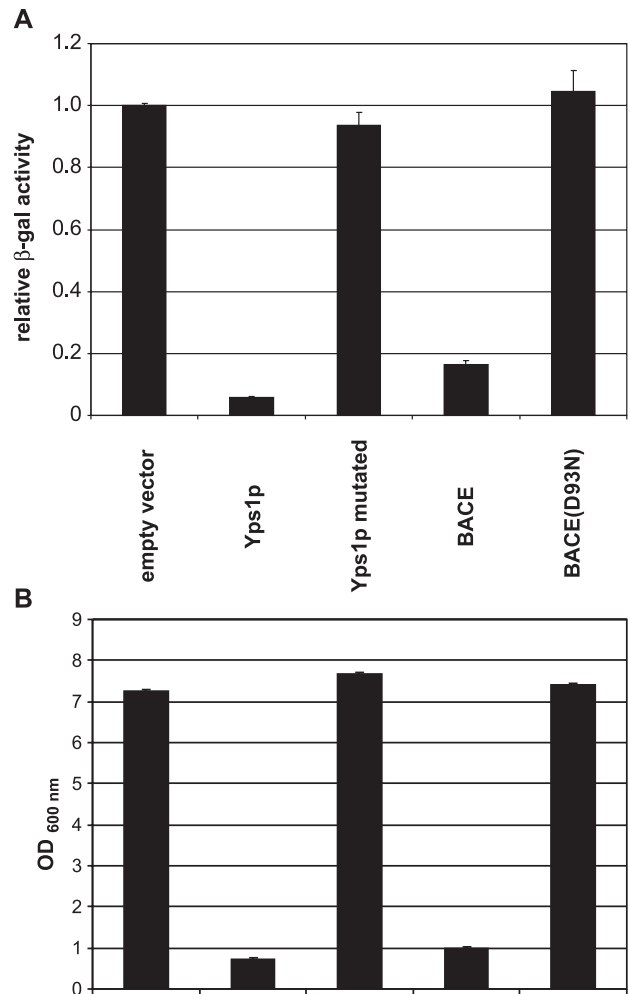 A
1.2
1.0
0.8
0.6
0.4
0.2
0
relative β-gal activity
empty vector
Yps1p
Yps1p mutated
BACE
BACE(D93N)
B
9
8
7
6
5
4
3
2
1
0
OD 600 nm